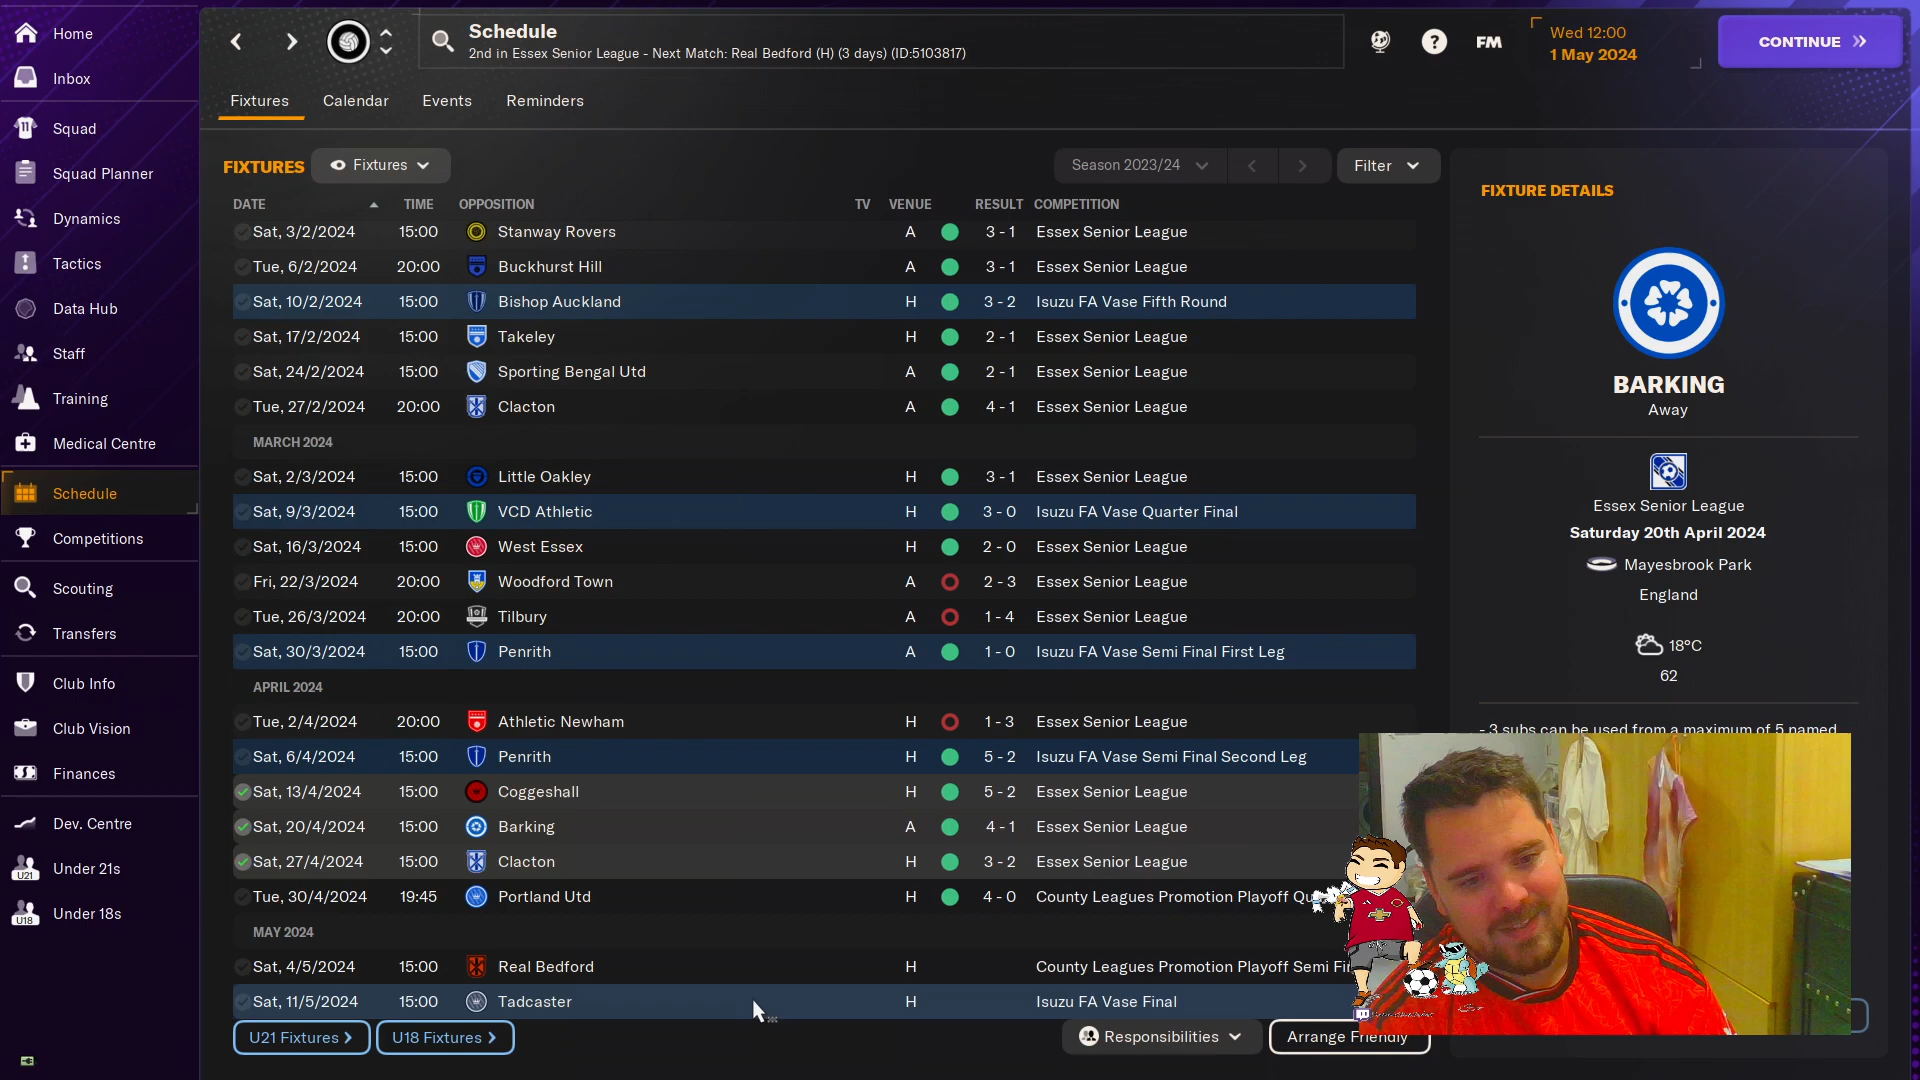 Home
Inbox
Squad
Squad Planner
Dynamics
Tactics
Data Hub
Staff
Training
Medical Centre
Schedule
Competitions
Scouting
Transfers
Club Info
Club Vision
Finances
Dev. Centre
U21
Under 21s
U18
Under 18s
Schedule
2nd in Essex Senior League - Next Match: Real Bedford (H) (3 days) (ID:5103817)
?
FM
Wed 12:00
1 May 2024
CONTINUE
Fixtures
Calendar
Events
Reminders
FIXTURES
Fixtures
Season 2023/24
Filter
DATE TIME OPPOSITION TV VENUE RESULT COMPETITION
Sat, 3/2/2024 15:00 Stanway Rovers A 3 - 1 Essex Senior League
Tue, 6/2/2024 20:00 Buckhurst Hill A 3 - 1 Essex Senior League
Sat, 10/2/2024 15:00 Bishop Auckland H 3 - 2 Isuzu FA Vase Fifth Round
Sat, 17/2/2024 15:00 Takeley H 2 - 1 Essex Senior League
Sat, 24/2/2024 15:00 Sporting Bengal Utd A 2 - 1 Essex Senior League
Tue, 27/2/2024 20:00 Clacton A 4 - 1 Essex Senior League
MARCH 2024
Sat, 2/3/2024 15:00 Little Oakley H 3 - 1 Essex Senior League
Sat, 9/3/2024 15:00 VCD Athletic H 3 - 0 Isuzu FA Vase Quarter Final
Sat, 16/3/2024 15:00 West Essex H 2 - 0 Essex Senior League
Fri, 22/3/2024 20:00 Woodford Town A 2 - 3 Essex Senior League
Tue, 26/3/2024 20:00 Tilbury A 1 - 4 Essex Senior League
Sat, 30/3/2024 15:00 Penrith A 1 - 0 Isuzu FA Vase Semi Final First Leg
APRIL 2024
Tue, 2/4/2024 20:00 Athletic Newham H 1 - 3 Essex Senior League
Sat, 6/4/2024 15:00 Penrith H 5 - 2 Isuzu FA Vase Semi Final Second Leg
Sat, 13/4/2024 15:00 Coggeshall H 5 - 2 Essex Senior League
Sat, 20/4/2024 15:00 Barking A 4 - 1 Essex Senior League
Sat, 27/4/2024 15:00 Clacton H 3 - 2 Essex Senior League
Tue, 30/4/2024 19:45 Portland Utd H 4 - 0 County Leagues Promotion Playoff Qu
MAY 2024
Sat, 4/5/2024 15:00 Real Bedford H County Leagues Promotion Playoff Semi Fi
Sat, 11/5/2024 15:00 Tadcaster H Isuzu FA Vase Final
U21 Fixtures
U18 Fixtures
Responsibilities
Arrange Friendly
FIXTURE DETAILS
BARKING
Away
Essex Senior League
Saturday 20th April 2024
Mayesbrook Park
England
18°C
62
- 3 subs can be used from a maximum of 5 named